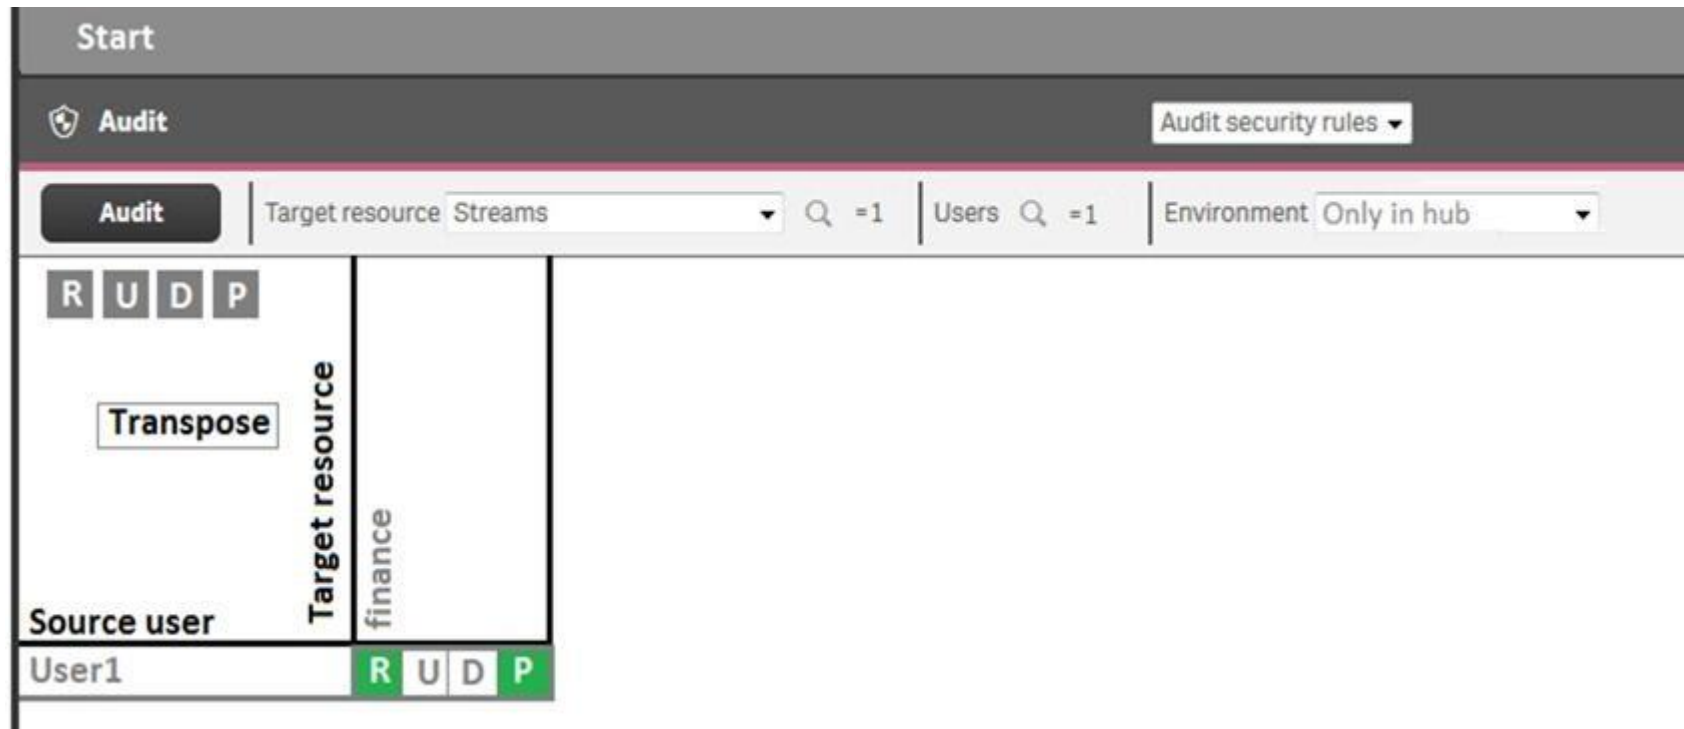 Start
Audit
Audit security rules
Audit
Target resource Streams =1 Users =1 Environment Only in hub
R U D P
Transpose
Target resource
finance
Source user
User1 R U D P